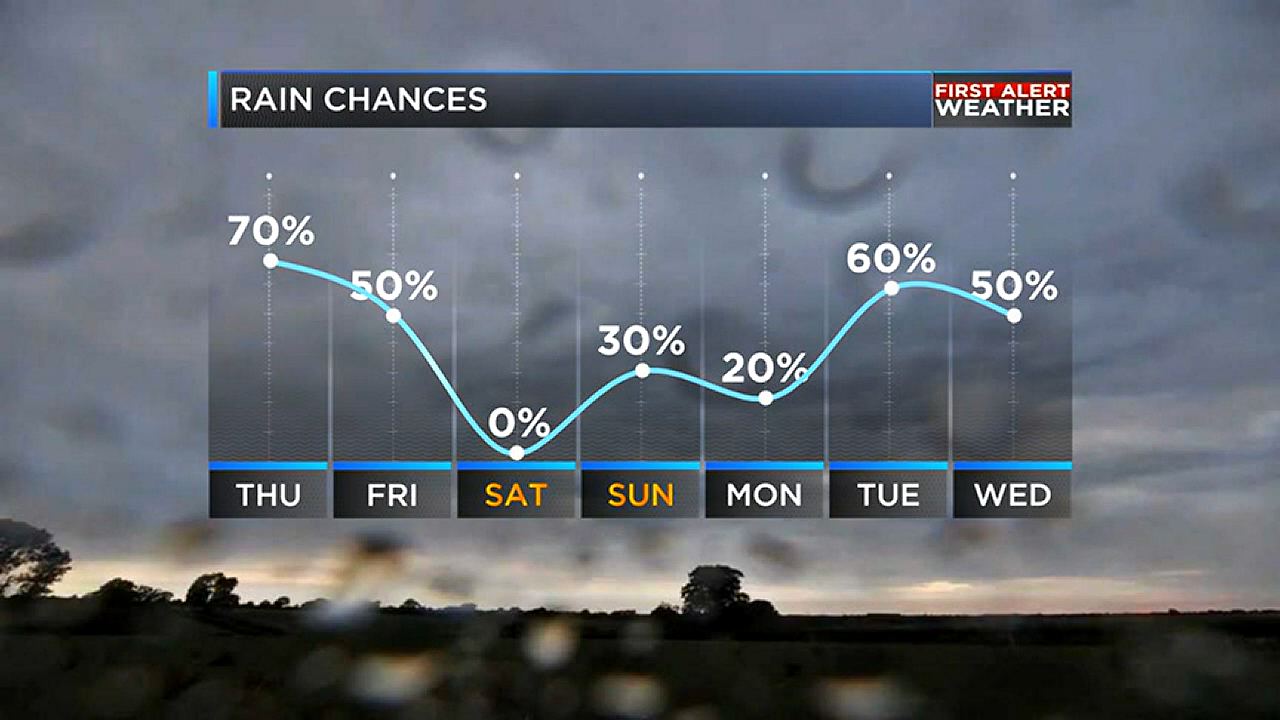 RAIN CHANCES
FIRST ALERT
WEATHER
70%
50%
0%
30%
20%
60%
50%
THU
FRI
SAT
SUN
MON
TUE
WED